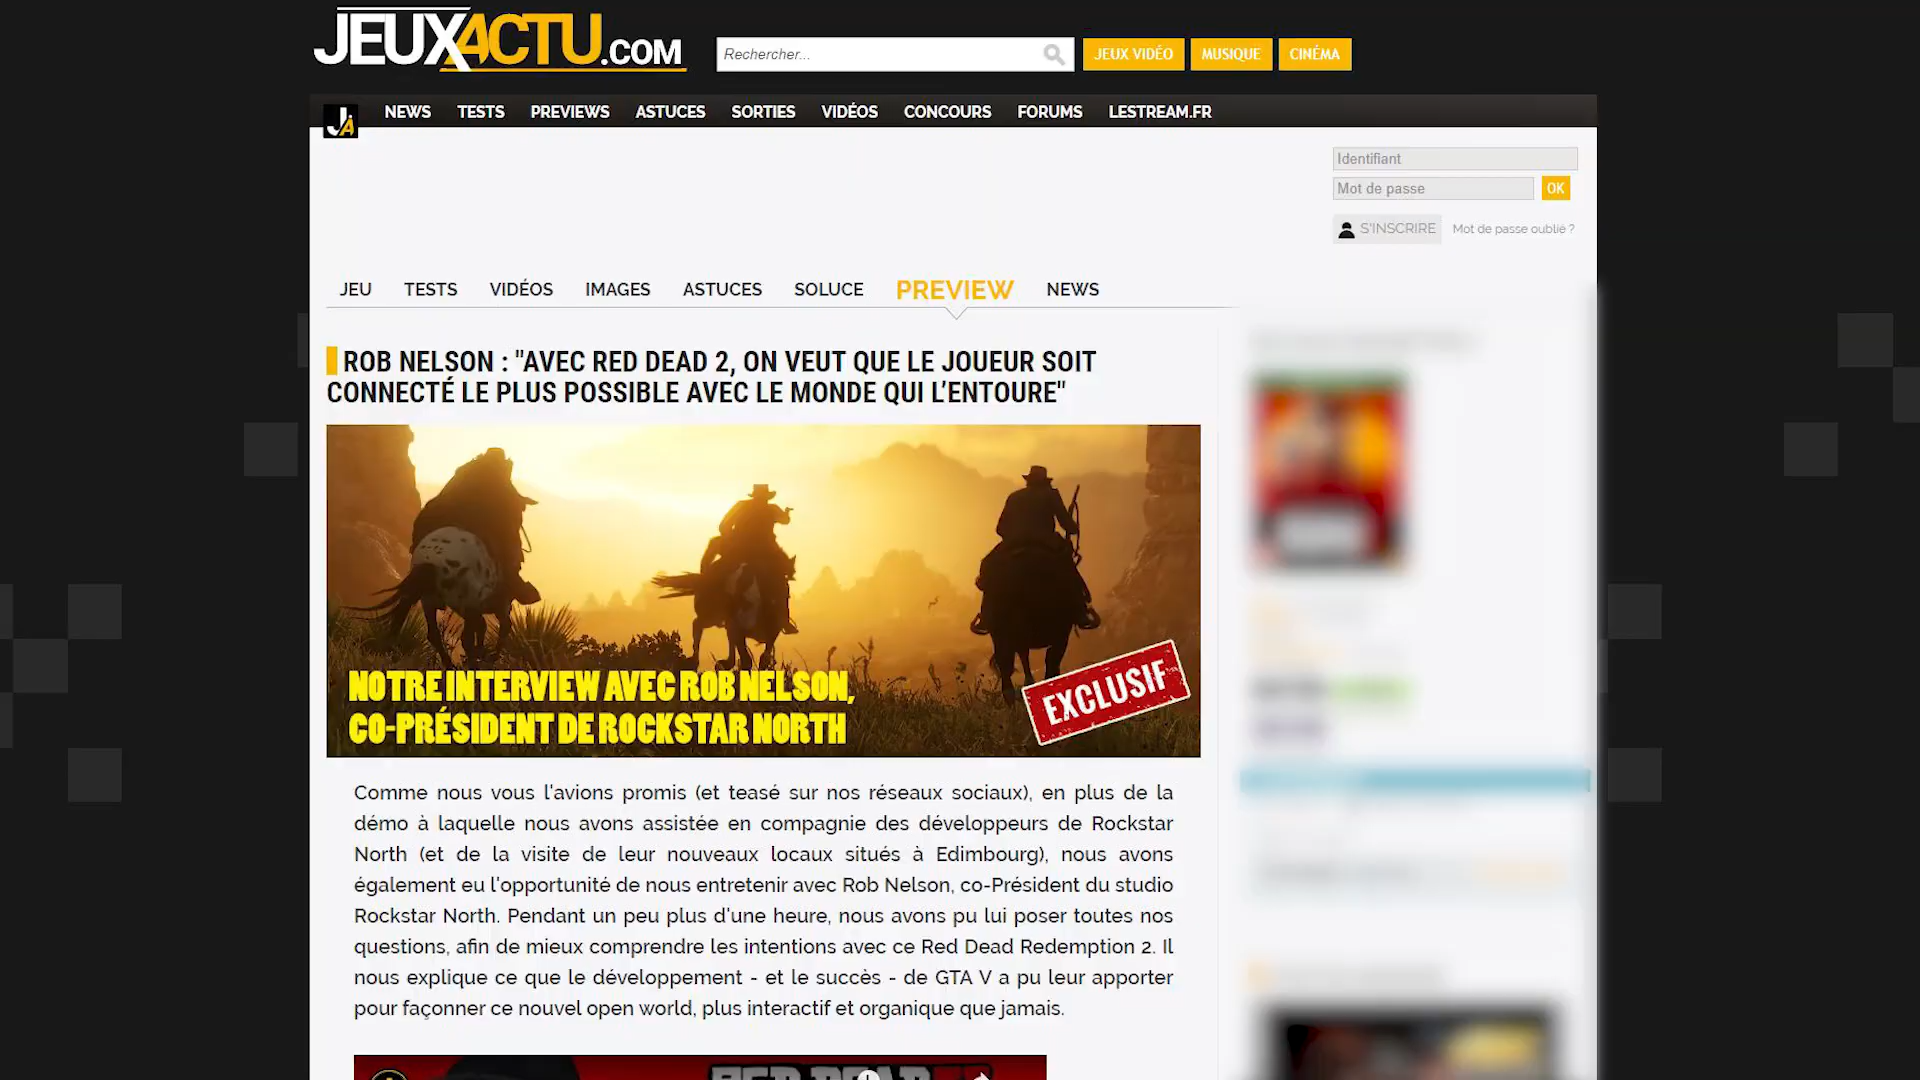 JEUXACTU.COM
Rechercher...
JEUX VIDÉO
MUSIQUE
CINÉMA
JA
NEWS TESTS PREVIEWS ASTUCES SORTIES VIDÉOS CONCOURS FORUMS LESTREAM.FR
Identifiant
Mot de passe
OK
S'INSCRIRE
Mot de passe oublié ?
JEU TESTS VIDÉOS IMAGES ASTUCES SOLUCE PREVIEW NEWS
ROB NELSON : "AVEC RED DEAD 2, ON VEUT QUE LE JOUEUR SOIT
CONNECTÉ LE PLUS POSSIBLE AVEC LE MONDE QUI L’ENTOURE"
NOTRE INTERVIEW AVEC ROB NELSON,
CO-PRÉSIDENT DE ROCKSTAR NORTH
EXCLUSIF
Comme nous vous l'avions promis (et teasé sur nos réseaux sociaux), en plus de la
démo à laquelle nous avons assistée en compagnie des développeurs de Rockstar
North (et de la visite de leur nouveaux locaux situés à Edimbourg), nous avons
également eu l'opportunité de nous entretenir avec Rob Nelson, co-Président du studio
Rockstar North. Pendant un peu plus d'une heure, nous avons pu lui poser toutes nos
questions, afin de mieux comprendre les intentions avec ce Red Dead Redemption 2. Il
nous explique ce que le développement - et le succès - de GTA V a pu leur apporter
pour façonner ce nouvel open world, plus interactif et organique que jamais.